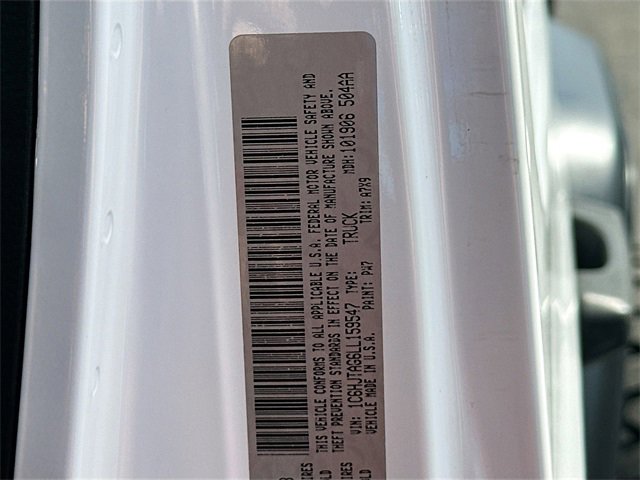 THIS VEHICLE CONFORMS TO ALL APPLICABLE U.S.A. FEDERAL MOTOR VEHICLE SAFETY AND
THEFT PREVENTION STANDARDS IN EFFECT ON THE DATE OF MANUFACTURE SHOWN ABOVE.
VIN: 1C6HJTAG6LL159547 TYPE: TRUCK MDH: 101906 504AA
VEHICLE MADE IN U.S.A. PAINT: PW7 TRIM: A7X9